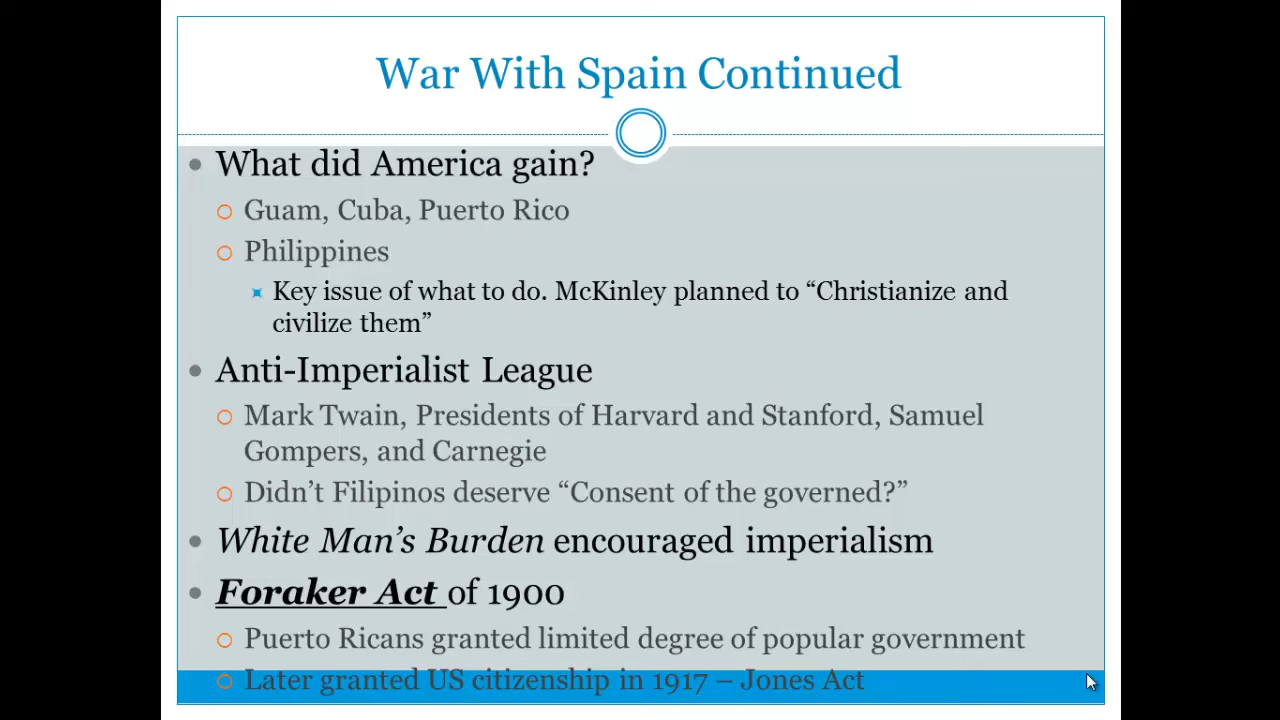 War With Spain Continued
What did America gain?
Guam, Cuba, Puerto Rico
Philippines
Key issue of what to do. McKinley planned to “Christianize and
civilize them”
Anti-Imperialist League
Mark Twain, Presidents of Harvard and Stanford, Samuel
Gompers, and Carnegie
Didn’t Filipinos deserve “Consent of the governed?”
White Man’s Burden encouraged imperialism
Foraker Act of 1900
Puerto Ricans granted limited degree of popular government
Later granted US citizenship in 1917 – Jones Act